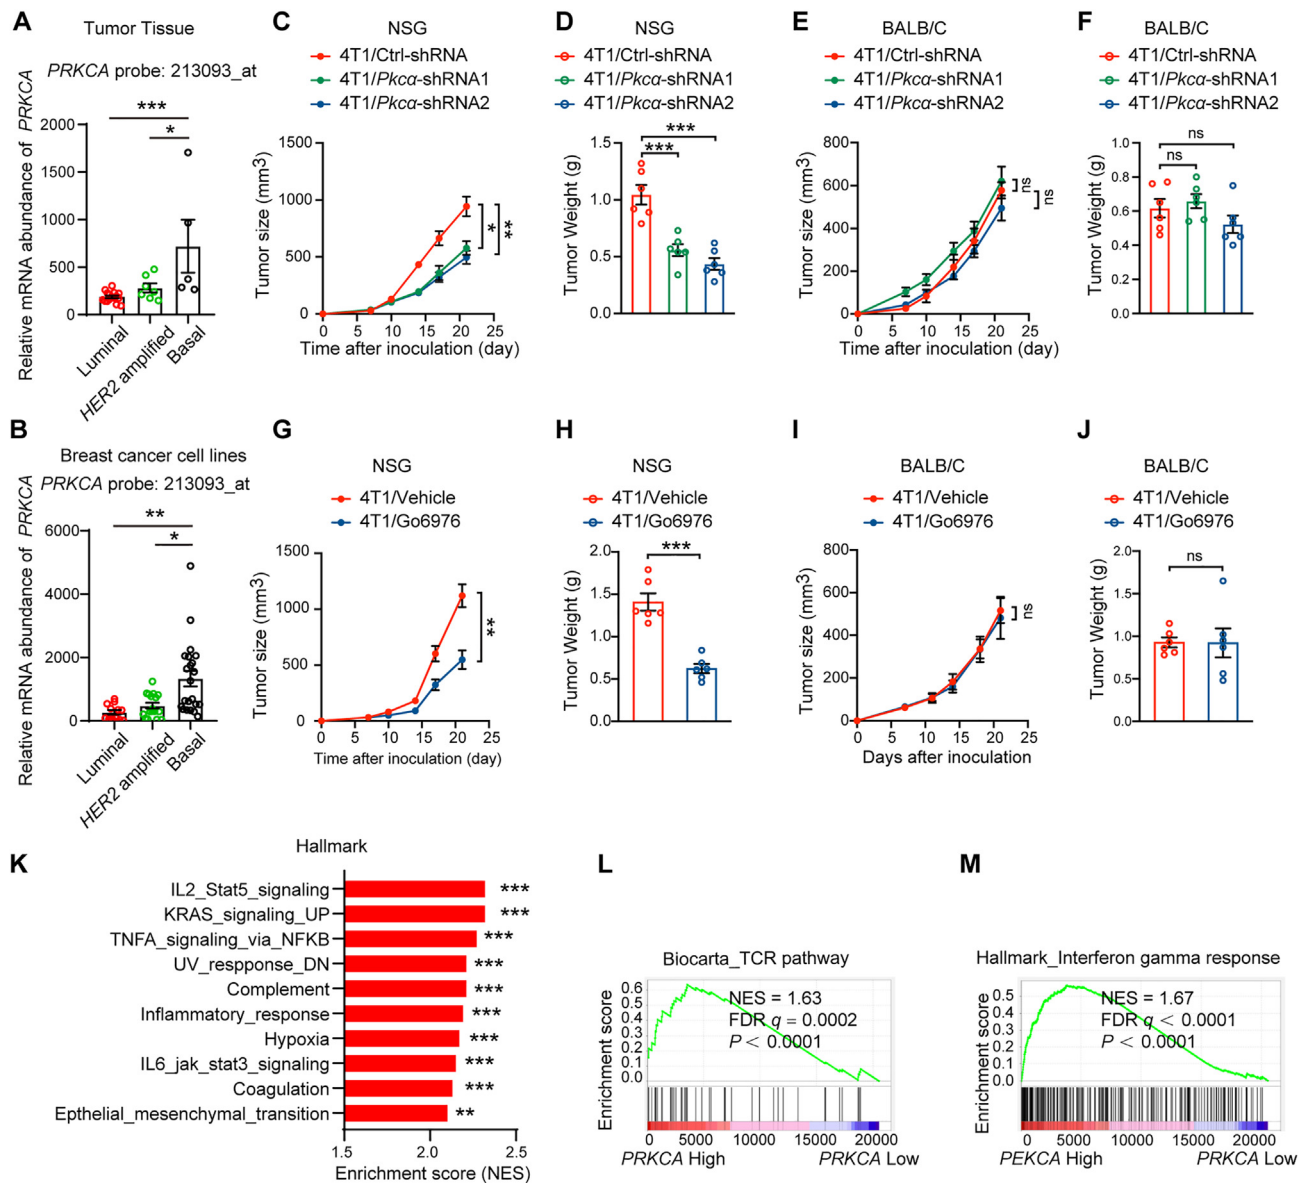 A
Tumor Tissue
PRKCA probe: 213093_at
Relative mRNA abundance of PRKCA
***
*
2000
1500
1000
500
0
Luminal
HER2 amplified
Basal
C
NSG
4T1/Ctrl-shRNA
4T1/Pkcα-shRNA1
4T1/Pkcα-shRNA2
Tumor size (mm3)
1500
1000
500
0
*
**
0 5 10 15 20 25
Time after inoculation (day)
D
NSG
4T1/Ctrl-shRNA
4T1/Pkcα-shRNA1
4T1/Pkcα-shRNA2
Tumor Weight (g)
1.5
1.0
0.5
0.0
***
***
E
BALB/C
4T1/Ctrl-shRNA
4T1/Pkcα-shRNA1
4T1/Pkcα-shRNA2
Tumor size (mm3)
800
600
400
200
0
ns
ns
0 5 10 15 20 25
Time after inoculation (day)
F
BALB/C
4T1/Ctrl-shRNA
4T1/Pkcα-shRNA1
4T1/Pkcα-shRNA2
Tumor Weight (g)
1.0
0.8
0.6
0.4
0.2
0.0
ns
ns
B
Breast cancer cell lines
PRKCA probe: 213093_at
Relative mRNA abundance of PRKCA
**
*
6000
4000
2000
0
Luminal
HER2 amplified
Basal
G
NSG
4T1/Vehicle
4T1/Go6976
Tumor size (mm3)
1500
1000
500
0
**
0 5 10 15 20 25
Time after inoculation (day)
H
NSG
4T1/Vehicle
4T1/Go6976
Tumor Weight (g)
2.0
1.5
1.0
0.5
0.0
***
I
BALB/C
4T1/Vehicle
4T1/Go6976
Tumor size (mm3)
800
600
400
200
0
ns
0 5 10 15 20 25
Days after inoculation
J
BALB/C
4T1/Vehicle
4T1/Go6976
Tumor Weight (g)
2.0
1.5
1.0
0.5
0.0
ns
K
Hallmark
IL2_Stat5_signaling ***
KRAS_signaling_UP ***
TNFA_signaling_via_NFKB ***
UV_respponse_DN ***
Complement ***
Inflammatory_response ***
Hypoxia ***
IL6_jak_stat3_signaling ***
Coagulation ***
Epthelial_mesenchymal_transition **
1.5 2.0 2.5
Enrichment score (NES)
L
Biocarta_TCR pathway
Enrichment score
0.6
0.5
0.4
0.3
0.2
0.1
0.0
NES = 1.63
FDR q = 0.0002
P < 0.0001
0 5000 10000 15000 20000
PRKCA High PRKCA Low
M
Hallmark_Interferon gamma response
Enrichment score
0.5
0.4
0.3
0.2
0.1
0.0
NES = 1.67
FDR q < 0.0001
P < 0.0001
0 5000 10000 15000 20000
PEKCA High PRKCA Low